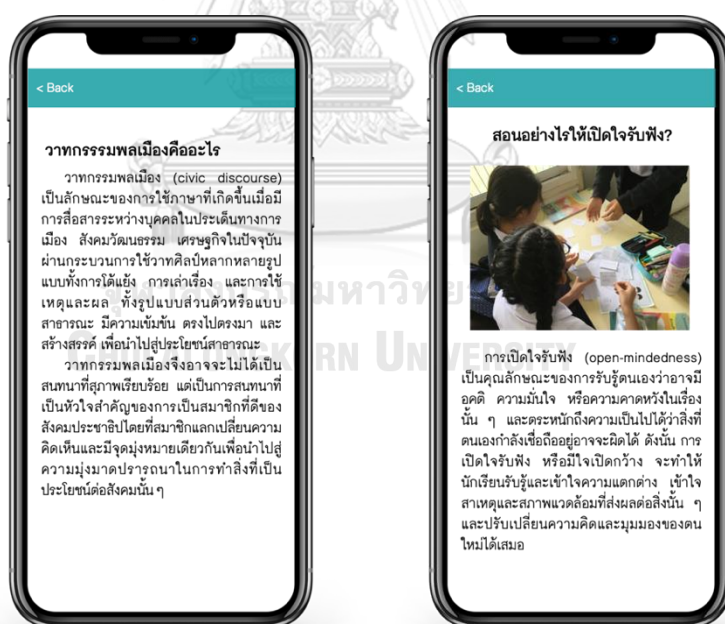 < Back
วาทกรรรมพลเมืองคืออะไร
วาทกรรมพลเมือง (civic discourse)
เป็นลักษณะของการใช้ภาษาที่เกิดขึ้นเมื่อมี
การสื่อสารระหว่างบุคคลในประเด็นทางการ
เมือง สังคมวัฒนธรรม เศรษฐกิจในปัจจุบัน
ผ่านกระบวนการใช้วาทศิลป์หลากหลายรูป
แบบทั้งการโต้แย้ง การเล่าเรื่อง และการใช้
เหตุและผล ทั้งรูปแบบส่วนตัวหรือแบบ
สาธารณะ มีความเข้มข้น ตรงไปตรงมา และ
สร้างสรรค์ เพื่อนำไปสู่ประโยชน์สาธารณะ
วาทกรรมพลเมืองจึงอาจจะไม่ได้เป็น
สนทนาที่สุภาพเรียบร้อย แต่เป็นการสนทนาที่
เป็นหัวใจสำคัญของการเป็นสมาชิกที่ดีของ
สังคมประชาธิปไตยที่สมาชิกแลกเปลี่ยนความ
คิดเห็นและมีจุดมุ่งหมายเดียวกันเพื่อนำไปสู่
ความมุ่งมาดปรารถนาในการทำสิ่งที่เป็น
ประโยชน์ต่อสังคมนั้น ๆ
< Back
สอนอย่างไรให้เปิดใจรับฟัง?
การเปิดใจรับฟัง (open-mindedness)
เป็นคุณลักษณะของการรับรู้ตนเองว่าอาจมี
อคติ ความมั่นใจ หรือความคาดหวังในเรื่อง
นั้น ๆ และตระหนักถึงความเป็นไปได้ว่าสิ่งที่
ตนเองกำลังเชื่อถืออยู่อาจจะผิดได้ ดังนั้น การ
เปิดใจรับฟัง หรือมีใจเปิดกว้าง จะทำให้
นักเรียนรับรู้และเข้าใจความแตกต่าง เข้าใจ
สาเหตุและสภาพแวดล้อมที่ส่งผลต่อสิ่งนั้น ๆ
และปรับเปลี่ยนความคิดและมุมมองของตน
ใหม่ได้เสมอ